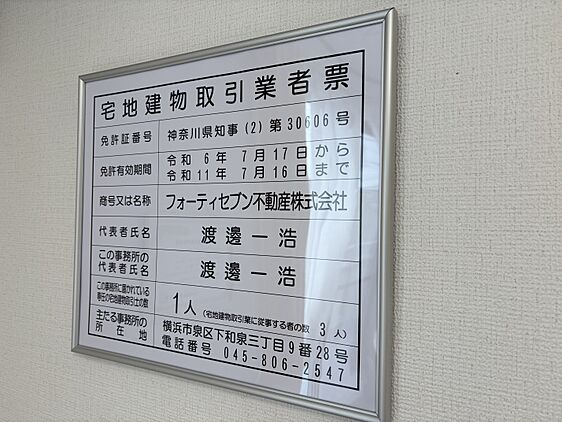 宅地建物取引業者票
免許証番号 神奈川県知事(2)第30606号
免許有効期間 令和 6年 7月17日から
令和11年 7月16日まで
商号又は名称 フォーティセブン不動産株式会社
代表者氏名 渡邊一浩
この事務所の代表者氏名 渡邊一浩
この事務所に置かれている専任の宅地建物取引士の数 1人 (宅地建物取引業に従事する者の数 3人)
主たる事務所の所在地 横浜市泉区下和泉三丁目9番28号
電話番号 045-806-2547